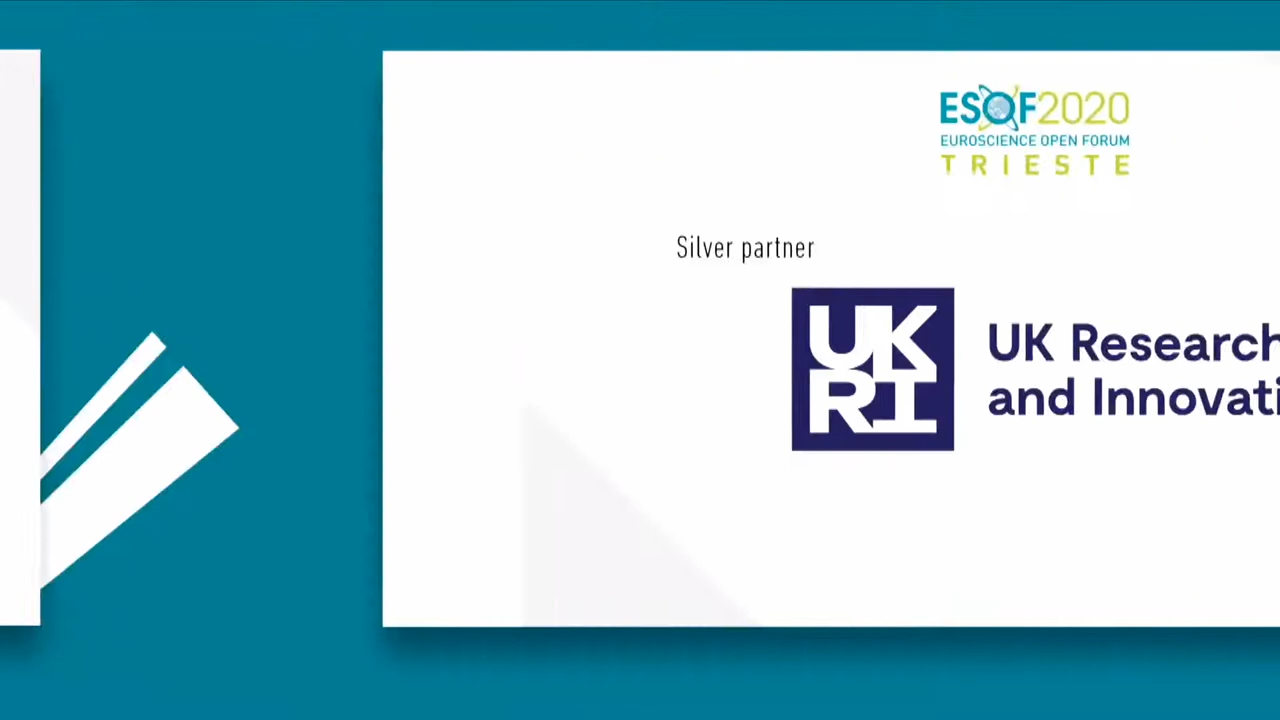 ESOF2020
EUROSCIENCE OPEN FORUM
TRIESTE
Silver partner
UK
RI
UK Research
and Innovati